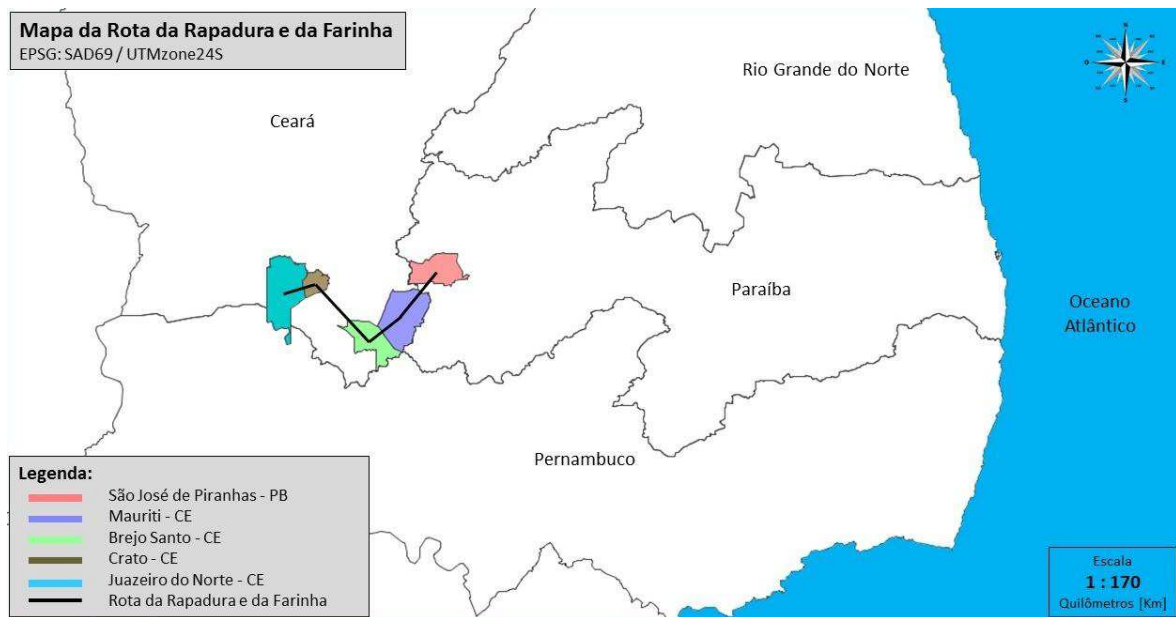 Mapa da Rota da Rapadura e da Farinha
EPSG: SAD69 / UTMzone24S
Rio Grande do Norte
Ceará
Paraíba
Oceano
Atlântico
Pernambuco
Legenda:
São José de Piranhas - PB
Mauriti - CE
Brejo Santo - CE
Crato - CE
Juazeiro do Norte - CE
Rota da Rapadura e da Farinha
Escala
1 : 170
Quilômetros [Km]